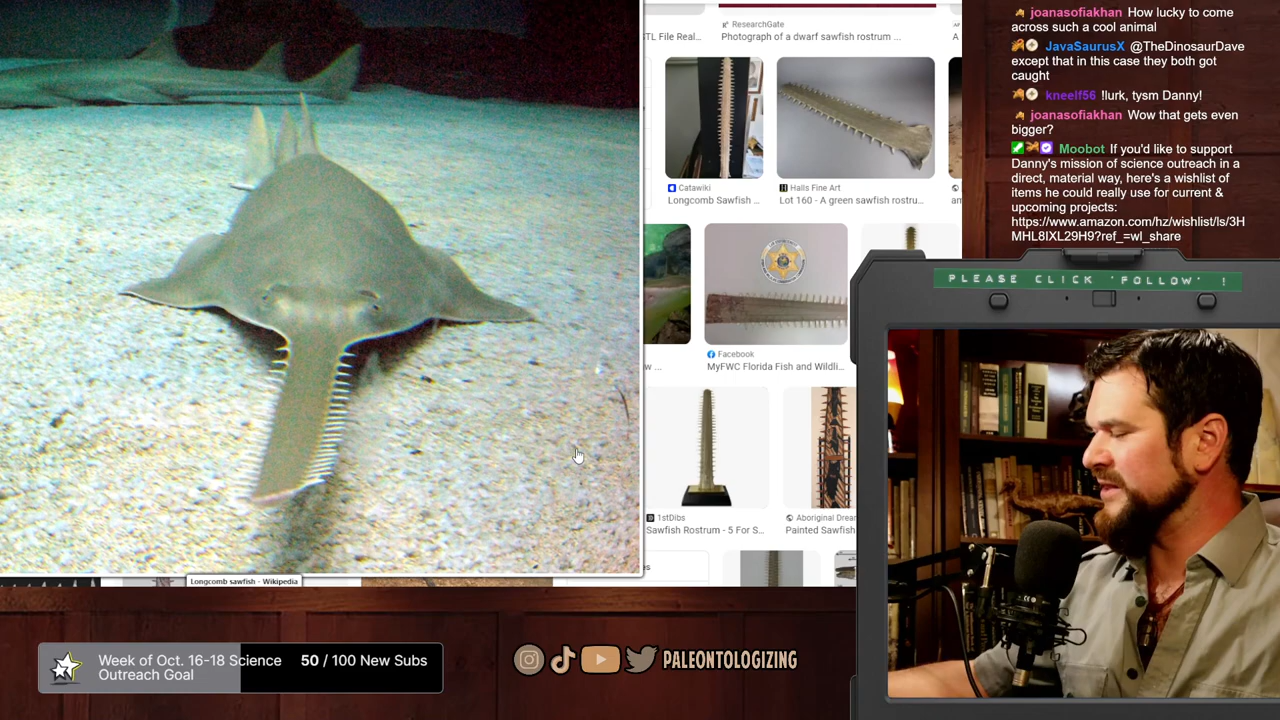 joanasofiakhan How lucky to come
across such a cool animal
JavaSaurusX @TheDinosaurDave
except that in this case they both got
caught
kneelf56 !lurk, tysm Danny!
joanasofiakhan Wow that gets even
bigger?
Moobot If you'd like to support
Danny's mission of science outreach in a
direct, material way, here's a wishlist of
items he could really use for current &
upcoming projects:
https://www.amazon.com/hz/wishlist/ls/3H
MHL8IXL29H9?ref_=wl_share
ResearchGate
TL File Real...
Photograph of a dwarf sawfish rostrum ...
A
Catawiki
Longcomb Sawfish ...
Halls Fine Art
Lot 160 - A green sawfish rostru...
am
Facebook
w ...
MyFWC Florida Fish and Wildli...
1stDibs
Sawfish Rostrum - 5 For S...
Aboriginal Drea
Painted Sawfish
es
Longcomb sawfish - Wikipedia
PLEASE CLICK 'FOLLOW' !
Week of Oct. 16-18 Science
Outreach Goal
50 / 100 New Subs
PALEONTOLOGIZING